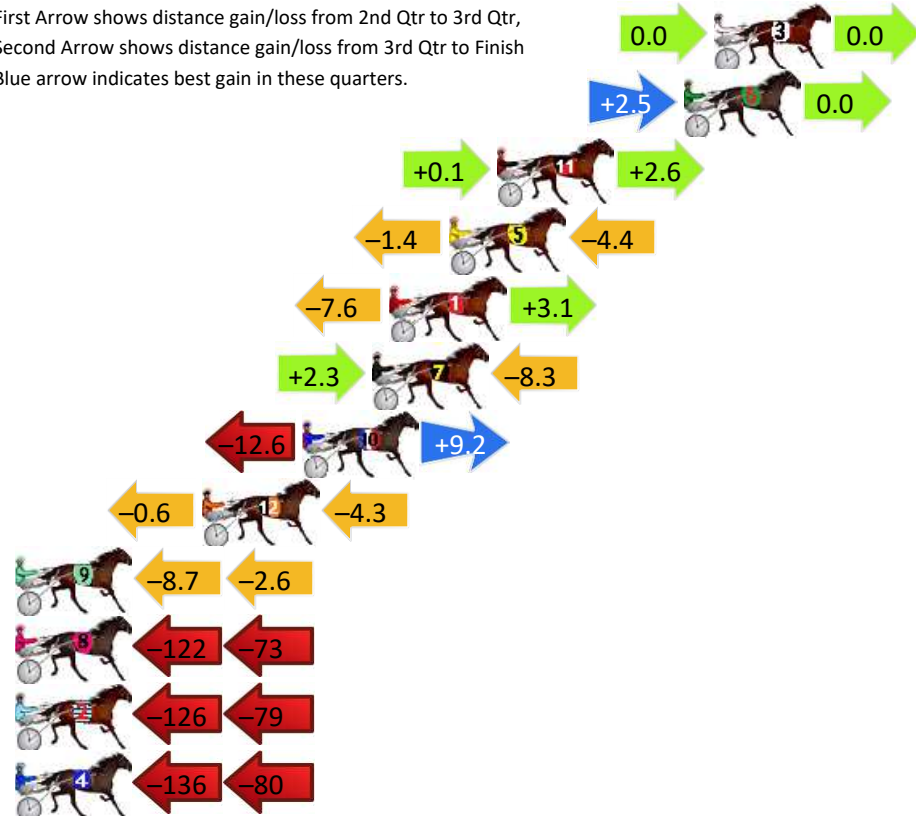 First Arrow shows distance gain/loss from 2nd Qtr to 3rd Qtr,
Second Arrow shows distance gain/loss from 3rd Qtr to Finish
Blue arrow indicates best gain in these quarters.
0.0 3 0.0
+2.5 6 0.0
+0.1 11 +2.6
–1.4 5 –4.4
–7.6 1 +3.1
+2.3 7 –8.3
–12.6 10 +9.2
–0.6 12 –4.3
9 –8.7 –2.6
8 –122 –73
2 –126 –79
4 –136 –80